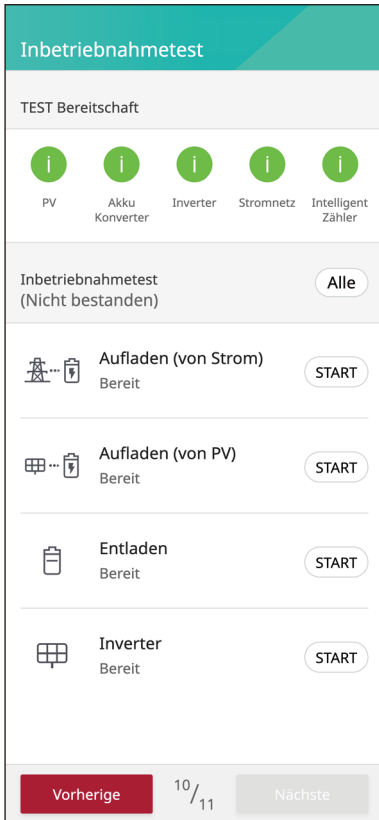 Inbetriebnahmetest
TEST Bereitschaft
i i i i i
PV Akku Inverter Stromnetz Intelligent
Konverter Zähler
Inbetriebnahmetest
(Nicht bestanden)
Alle
Aufladen (von Strom)
Bereit
START
Aufladen (von PV)
Bereit
START
Entladen
Bereit
START
Inverter
Bereit
START
Vorherige 10/11 Nächste